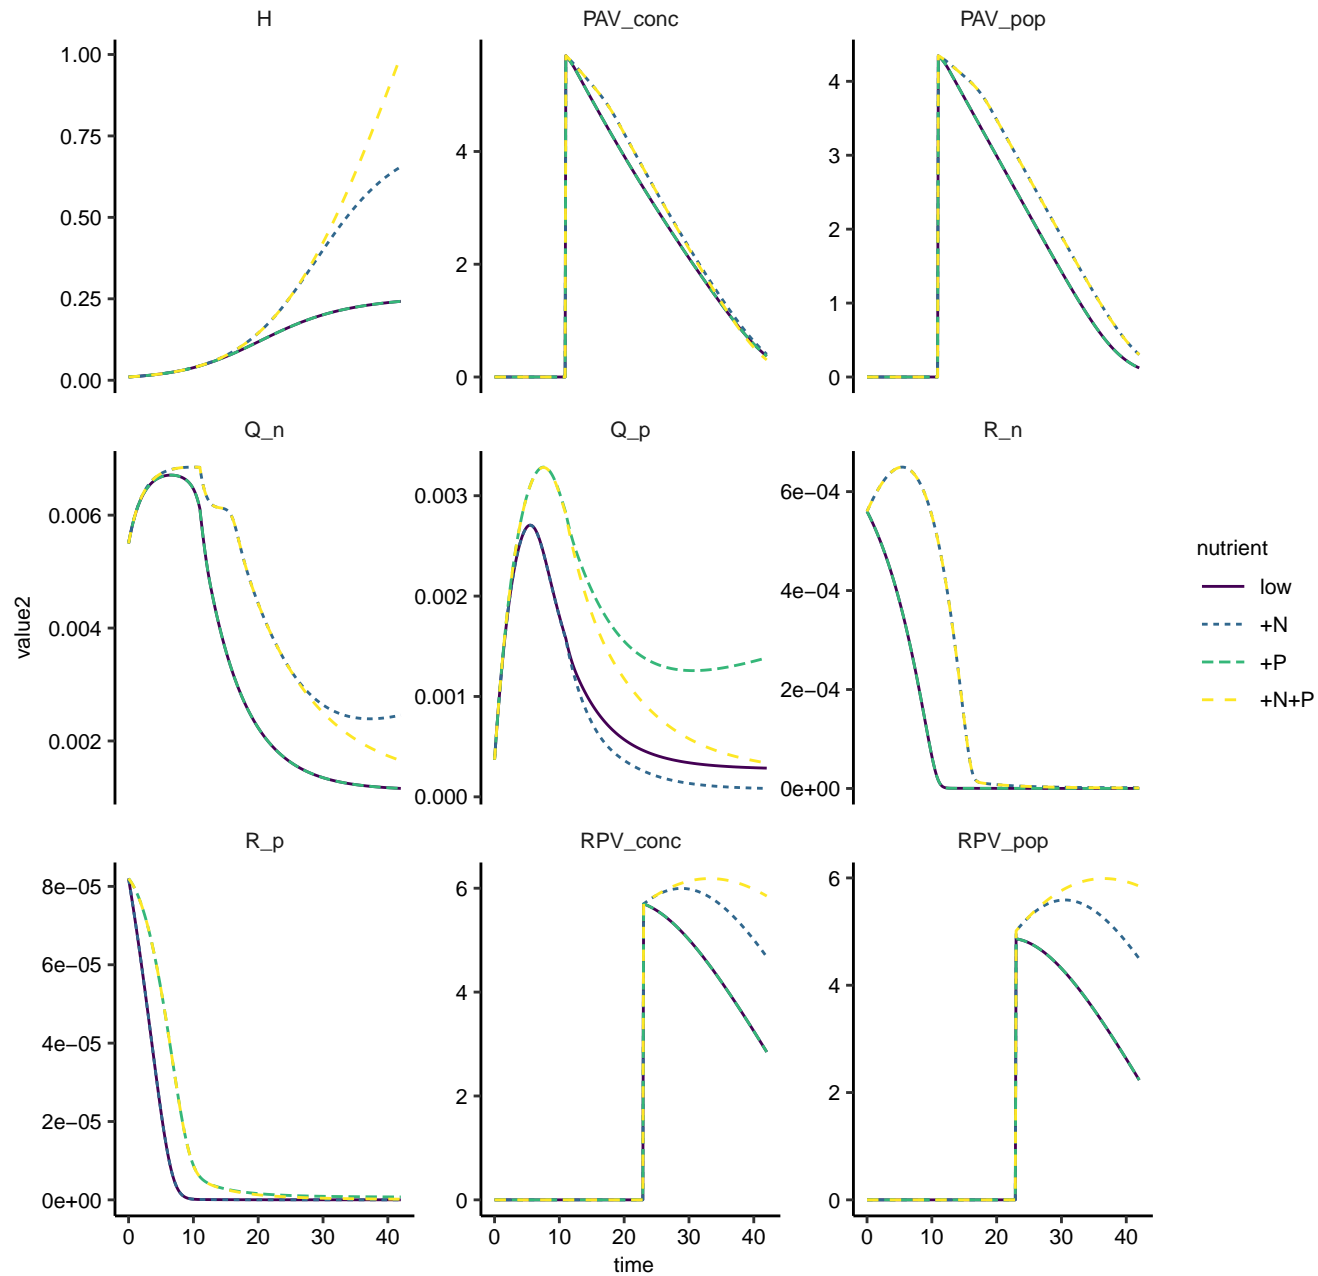 H
PAV_conc
PAV_pop
1.00
0.75
0.50
0.25
0.00
4
2
0
4
3
2
1
0
Q_n
Q_p
R_n
0.006
0.004
0.002
0.003
0.002
0.001
0.000
6e−04
4e−04
2e−04
0e+00
value2
nutrient
low
+N
+P
+N+P
R_p
RPV_conc
RPV_pop
8e−05
6e−05
4e−05
2e−05
0e+00
6
4
2
0
6
4
2
0
0 10 20 30 40
0 10 20 30 40
0 10 20 30 40
time